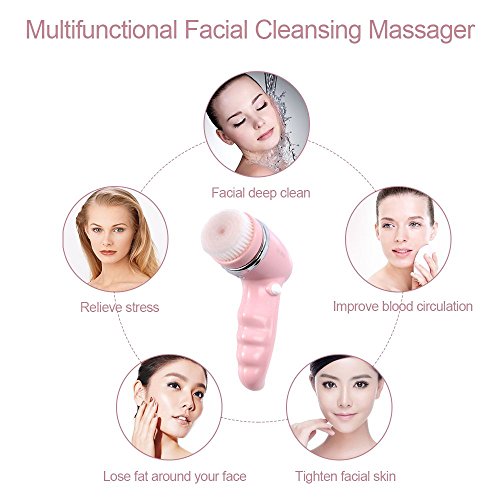 Multifunctional Facial Cleansing Massager
Facial deep clean
Relieve stress
Improve blood circulation
Lose fat around your face
Tighten facial skin